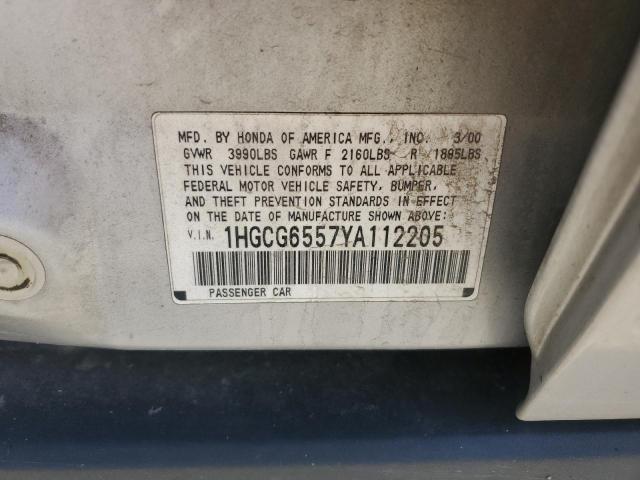 MFD. BY HONDA OF AMERICA MFG., INC. 3/00
GVWR 3990LBS GAWR F 2160LBS R 1885LBS
THIS VEHICLE CONFORMS TO ALL APPLICABLE
FEDERAL MOTOR VEHICLE SAFETY, BUMPER,
AND THEFT PREVENTION STANDARDS IN EFFECT
ON THE DATE OF MANUFACTURE SHOWN ABOVE:
V.I.N. 1HGCG6557YA112205
PASSENGER CAR